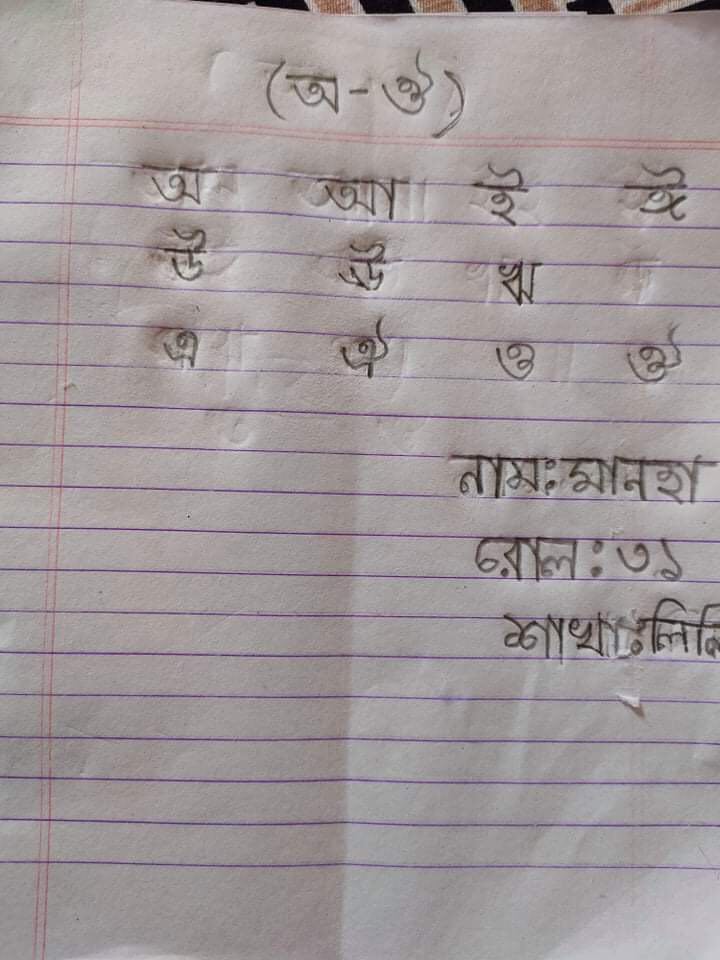 (অ-ঔ)
অ আ ই ঈ
উ ঊ ঋ
এ ঐ ও ঔ
নাম: মানহা
রোল: ৩১
শাখা: